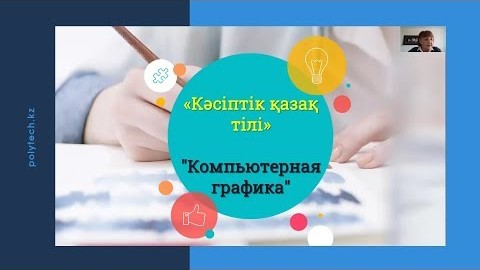 polytech.kz
«Кәсіптік қазақ
тілі»
"Компьютерная
графика"